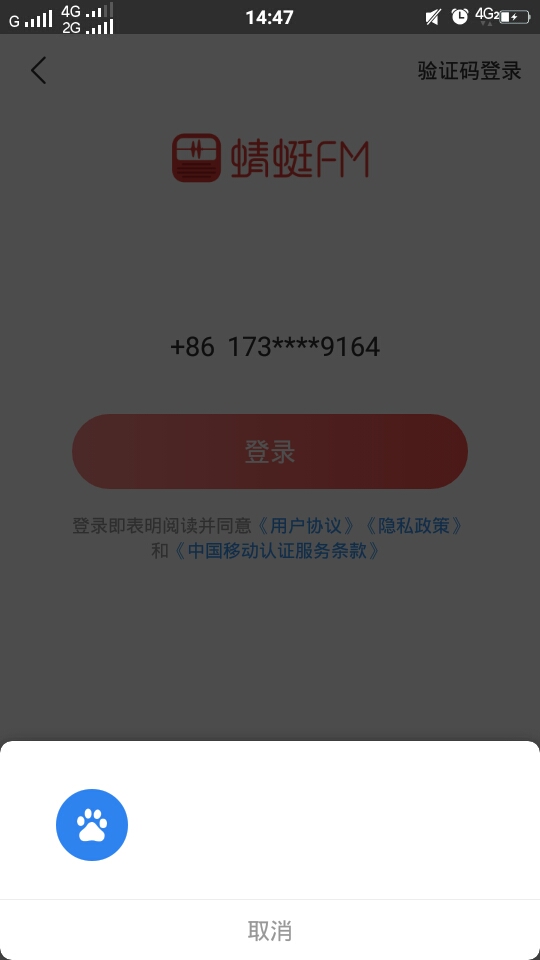 G 4G 2G 14:47 4G2
验证码登录
蜻蜓FM
+86 173****9164
登录
登录即表明阅读并同意《用户协议》《隐私政策》
和《中国移动认证服务条款》
取消